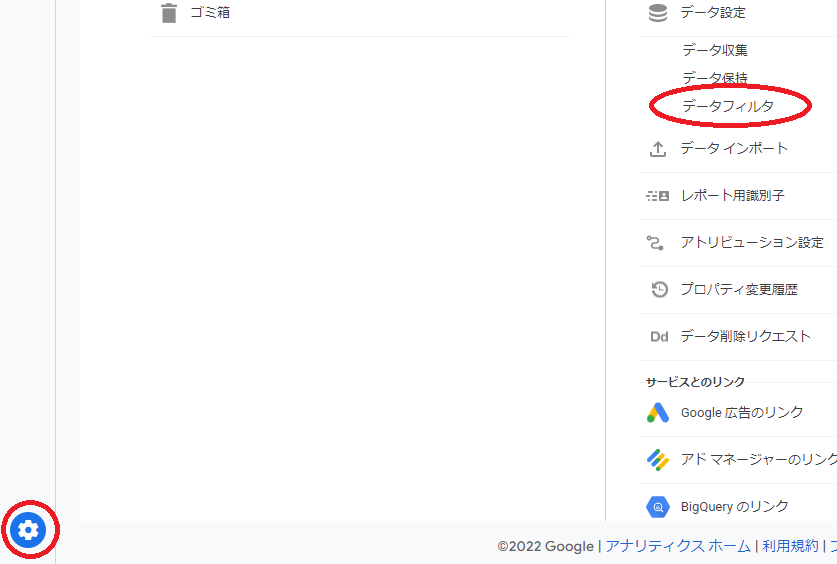 ゴミ箱
データ設定
データ収集
データ保持
データフィルタ
データ インポート
レポート用識別子
アトリビューション設定
プロパティ変更履歴
Dd データ削除リクエスト
サービスとのリンク
Google 広告のリンク
アド マネージャーのリンク
BigQuery のリンク
©2022 Google | アナリティクス ホーム | 利用規約 |